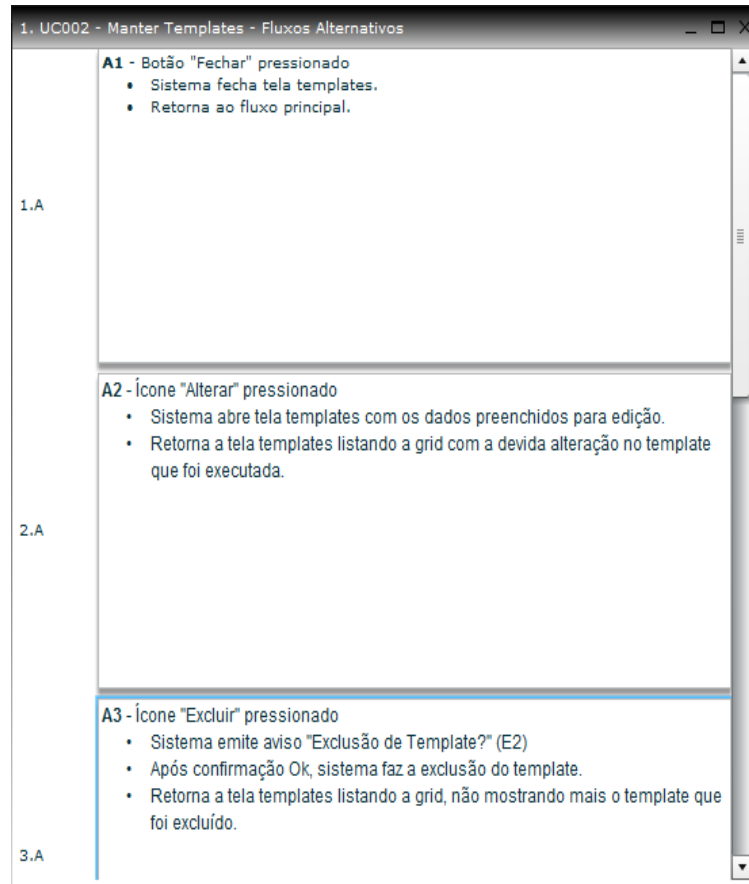 1. UC002 - Manter Templates - Fluxos Alternativos
A1 - Botão "Fechar" pressionado
• Sistema fecha tela templates.
• Retorna ao fluxo principal.
1.A
A2 - Ícone "Alterar" pressionado
• Sistema abre tela templates com os dados preenchidos para edição.
• Retorna a tela templates listando a grid com a devida alteração no template
que foi executada.
2.A
A3 - Ícone "Excluir" pressionado
• Sistema emite aviso "Exclusão de Template?" (E2)
• Após confirmação Ok, sistema faz a exclusão do template.
• Retorna a tela templates listando a grid, não mostrando mais o template que
foi excluído.
3.A